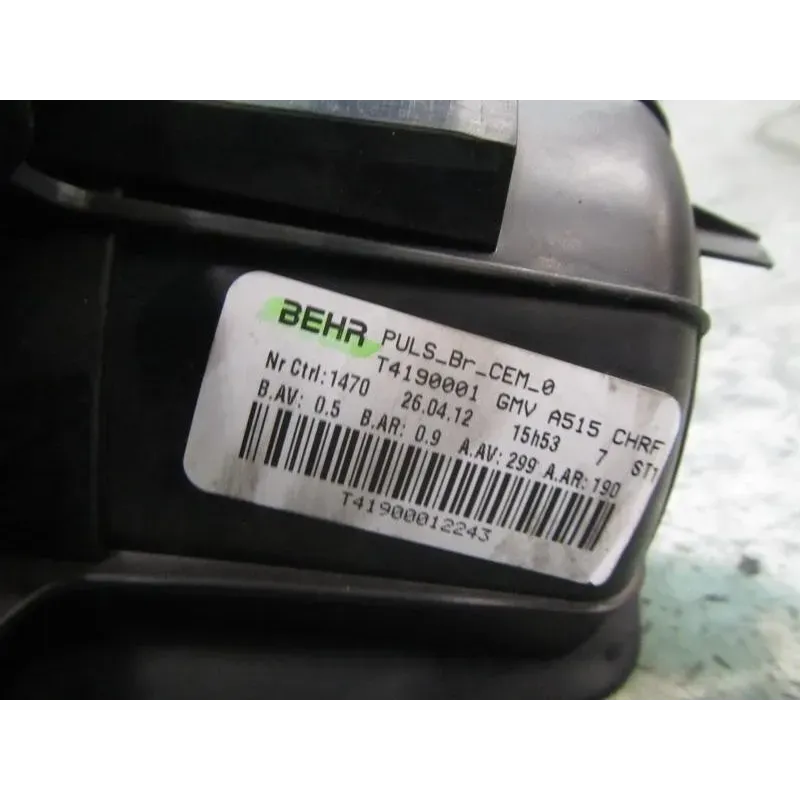 BEHR PULS_Br_CEM_0
T4190001 GMV A515 CHRF
Nr Ctrl:1470 26.04.12 15h53 7 ST1
B.AV: 0.5 B.AR: 0.9 A.AV: 299 A.AR: 190
T41900012243